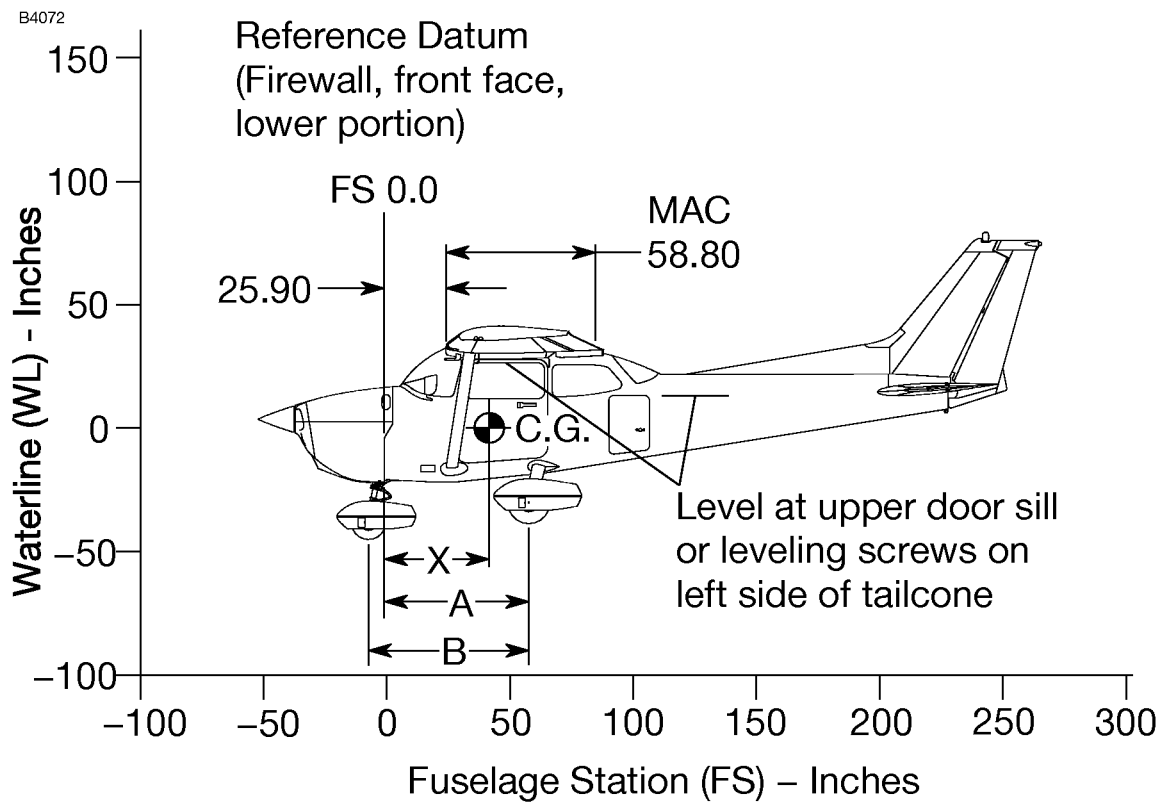 B4072
Reference Datum
(Firewall, front face,
lower portion)
FS 0.0
MAC
58.80
25.90
C.G.
Level at upper door sill
or leveling screws on
left side of tailcone
X
A
B
Waterline (WL) - Inches
150
100
50
0
−50
−100
−100 −50 0 50 100 150 200 250 300
Fuselage Station (FS) – Inches